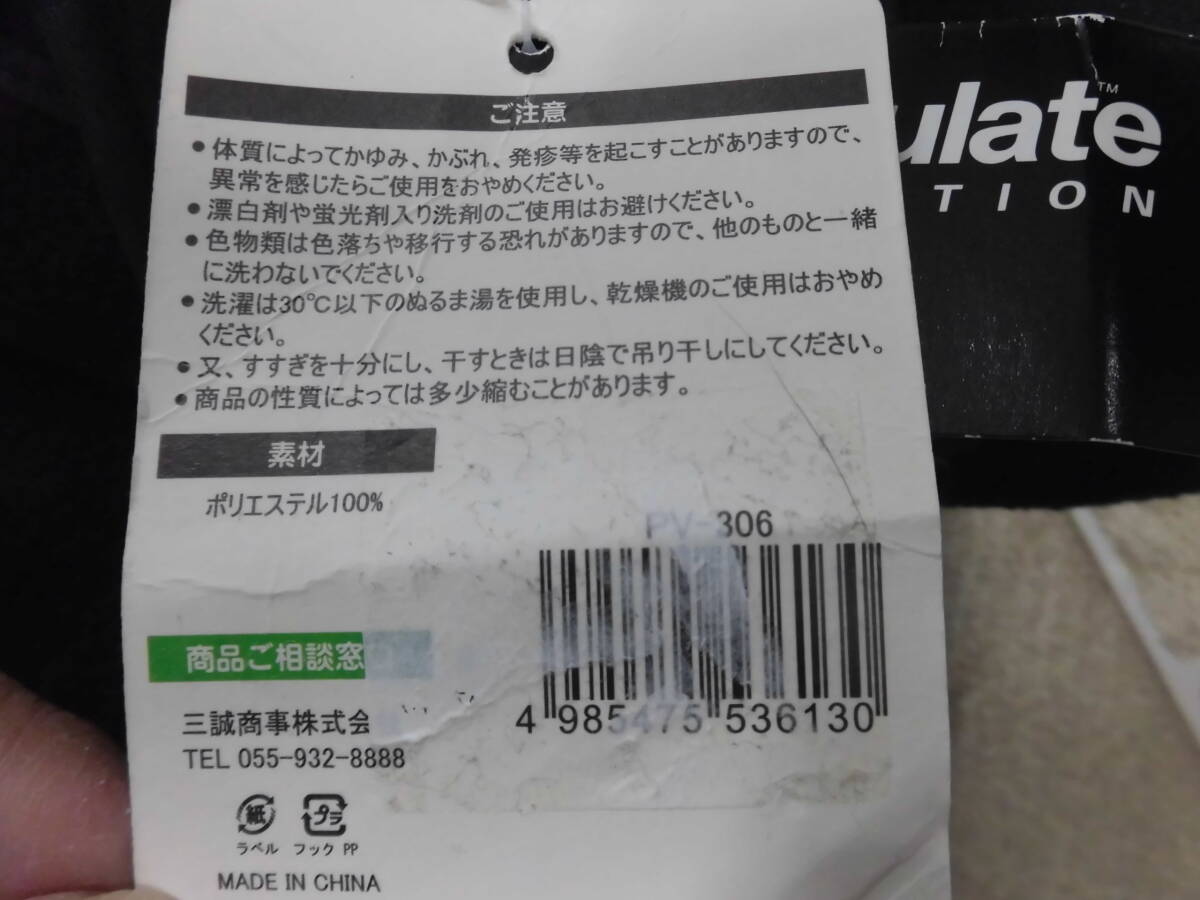 ご注意
● 体質によってかゆみ、かぶれ、発疹等を起こすことがありますので、
異常を感じたらご使用をおやめください。
● 漂白剤や蛍光剤入り洗剤のご使用はお避けください。
● 色物類は色落ちや移行する恐れがありますので、他のものと一緒
に洗わないでください。
● 洗濯は30℃以下のぬるま湯を使用し、乾燥機のご使用はおやめ
ください。
● 又、すすぎを十分にし、干すときは日陰で吊り干しにしてください。
● 商品の性質によっては多少縮むことがあります。
素材
ポリエステル100%
PV-306
4 985475 536130
商品ご相談窓
三誠商事株式会
TEL 055-932-8888
紙 プラ
ラベル フック PP
MADE IN CHINA
ulate™
TION